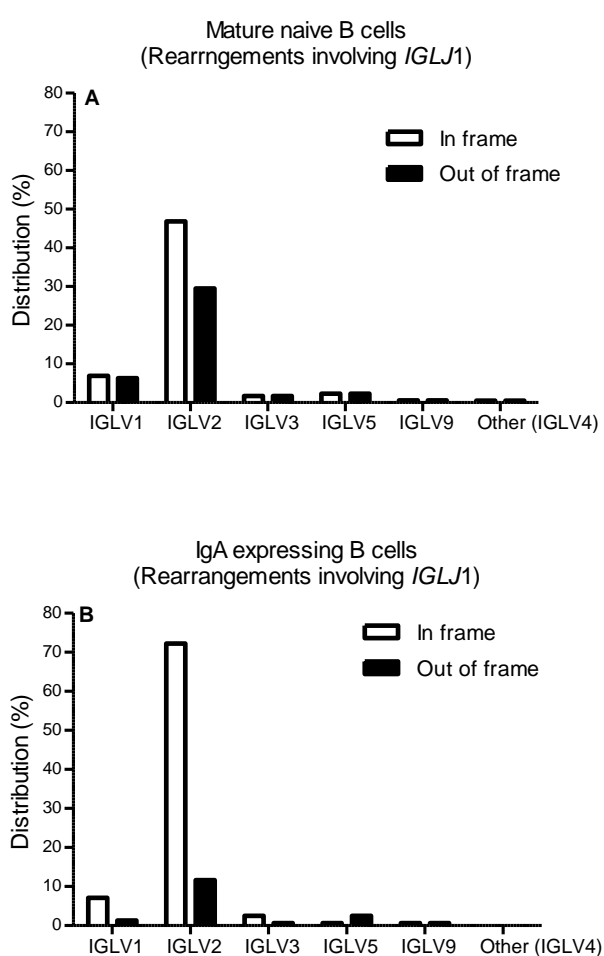 Mature naive B cells
(Rearrngements involving IGLJ1)
A
In frame
Out of frame
Distribution (%)
80
70
60
50
40
30
20
10
0
IGLV1 IGLV2 IGLV3 IGLV5 IGLV9 Other (IGLV4)
IgA expressing B cells
(Rearrangements involving IGLJ1)
B
In frame
Out of frame
Distribution (%)
80
70
60
50
40
30
20
10
0
IGLV1 IGLV2 IGLV3 IGLV5 IGLV9 Other (IGLV4)